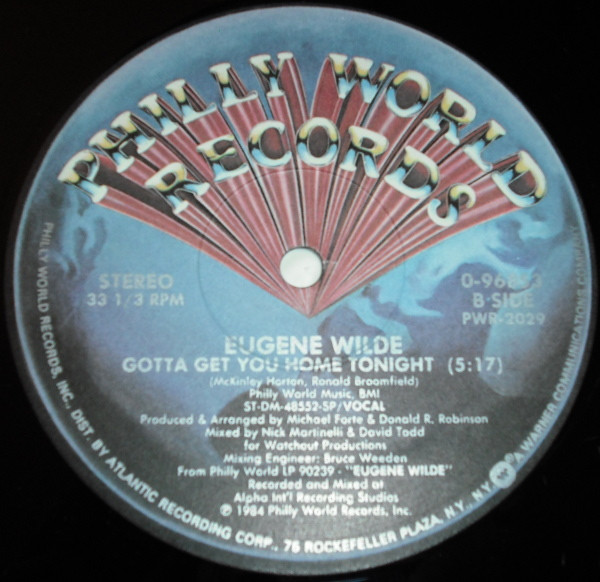 PHILLY WORLD
RECORDS
STEREO
33 1/3 RPM
B-SIDE
PWR-2029
EUGENE WILDE
GOTTA GET YOU HOME TONIGHT (5:17)
(McKinley Horton, Ronald Broomfield)
Philly World Music, BMI
ST-DM-48552-SP/VOCAL
Produced & Arranged by Michael Forte & Donald R. Robinson
Mixed by Nick Martinelli & David Todd
for Watchout Productions
Mixing Engineer: Bruce Weeden
From Philly World LP 90239 - "EUGENE WILDE"
Recorded and Mixed at
Alpha Int'l Recording Studios
℗ 1984 Philly World Records, Inc.
PHILLY WORLD RECORDS, INC., DIST. BY ATLANTIC RECORDING CORP., 75 ROCKEFELLER PLAZA, N.Y., N.Y. A WARNER COMMUNICATIONS COMPANY